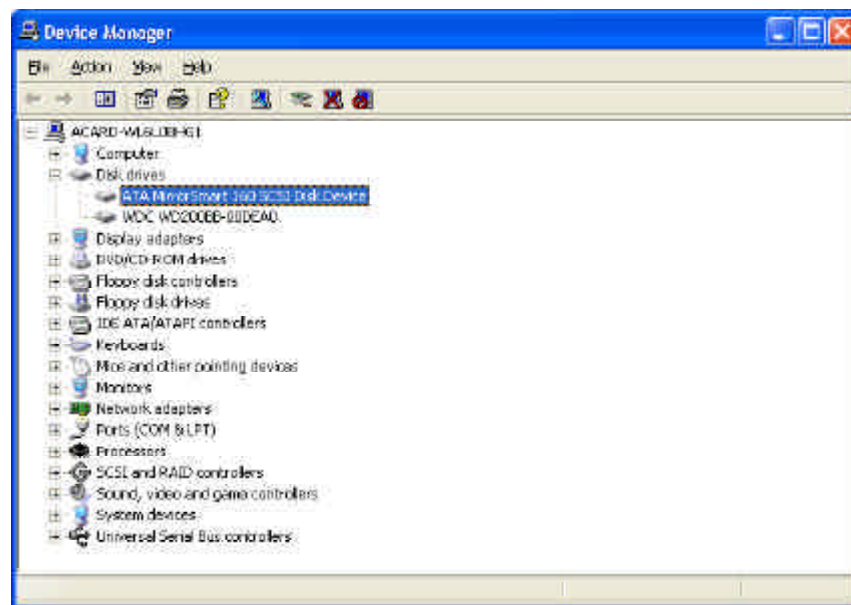 Device Manager
File Action View Help
Computer
Disk drives
ATA MirrorSmart 160 SCSI Disk Device
WDC WD200BB-00DEA0
Display adapters
DVD/CD-ROM drives
Floppy disk controllers
Floppy disk drives
IDE ATA/ATAPI controllers
Keyboards
Mice and other pointing devices
Monitors
Network adapters
Ports (COM & LPT)
Processors
SCSI and RAID controllers
Sound, video and game controllers
System devices
Universal Serial Bus controllers